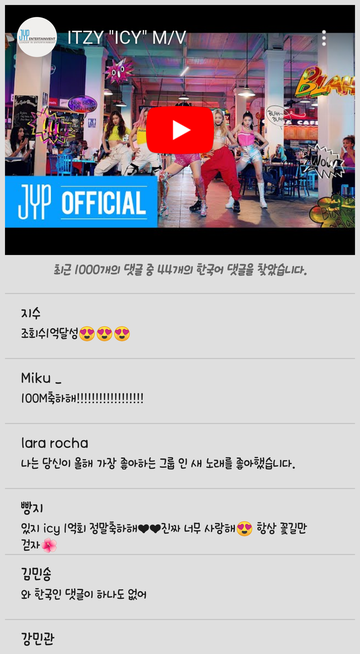 JYP ENTERTAINMENT
ITZY "ICY" M/V
BLAH
BLAH
Wow
JYP OFFICIAL
최근 1000개의 댓글 중 44개의 한국어 댓글을 찾았습니다.
지수
조회수1억달성😍😍😍
Miku _
100M축하해!!!!!!!!!!!!!!!!!!
lara rocha
나는 당신이 올해 가장 좋아하는 그룹 인 새 노래를 좋아했습니다.
빵지
있지 icy 1억회 정말축하해❤❤진짜 너무 사랑해😍 항상 꽃길만
걷자🌺
김민송
와 한국인 댓글이 하나도 없어
강민관